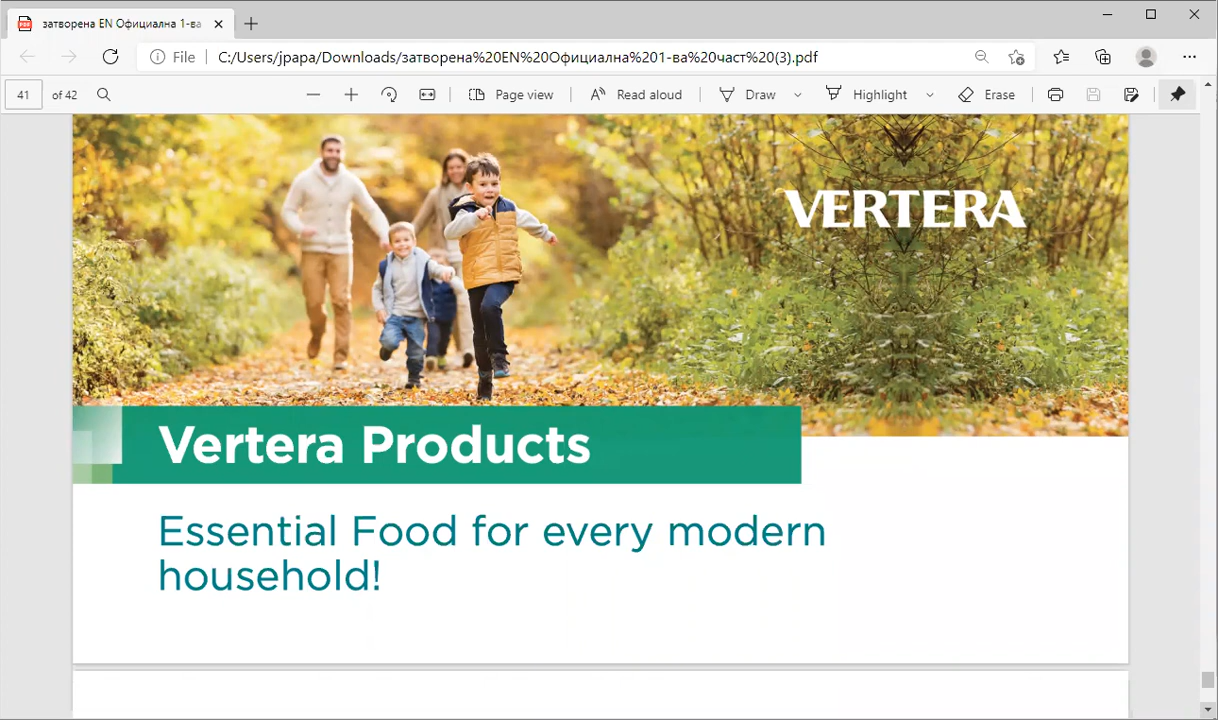 затворена EN Официална 1-ва
File
C:/Users/jpapa/Downloads/затворена%20EN%20Официална%201-ва%20част%20(3).pdf
41 of 42
Page view
Read aloud
Draw
Highlight
Erase
VERTERA
Vertera Products
Essential Food for every modern
household!